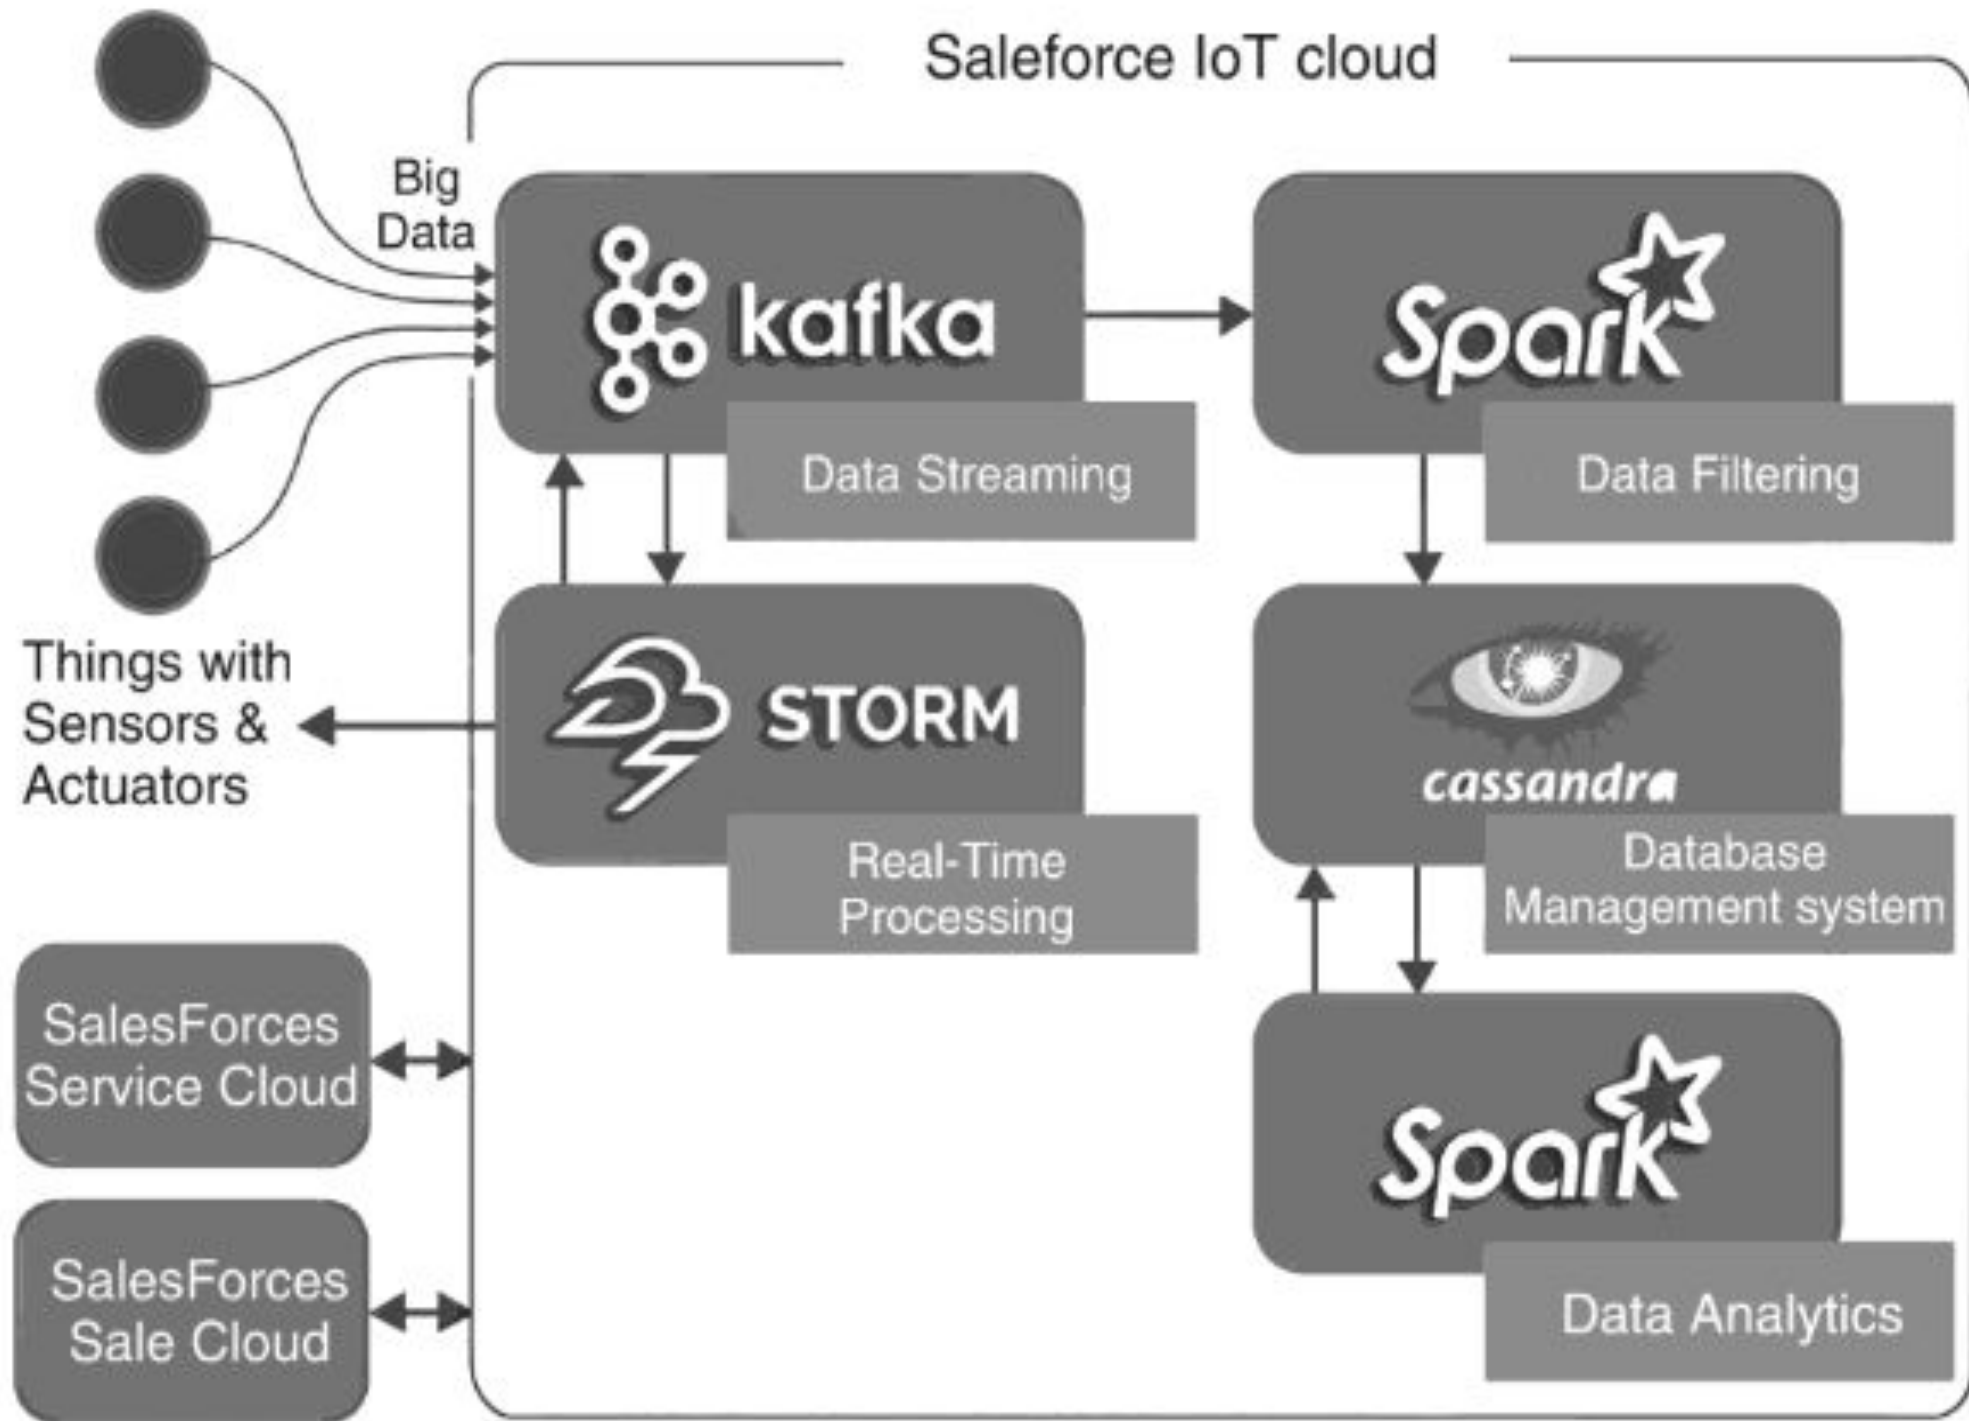 Saleforce IoT cloud
Big
Data
kafka
Data Streaming
Spark
Data Filtering
Things with
Sensors &
Actuators
STORM
Real-Time
Processing
cassandra
Database
Management system
SalesForces
Service Cloud
Spark
Data Analytics
SalesForces
Sale Cloud